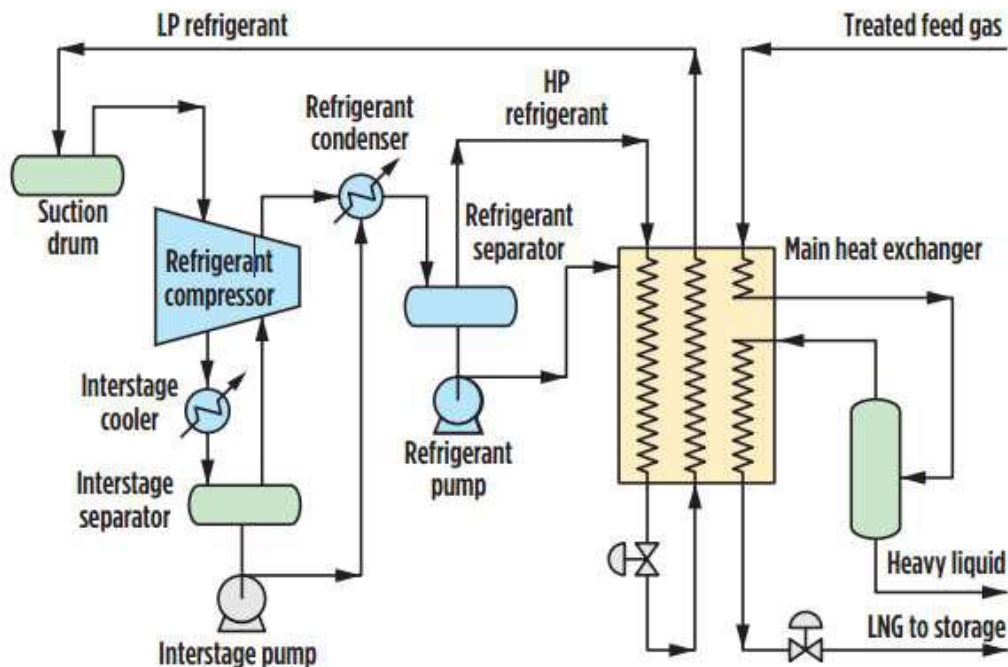 LP refrigerant
Treated feed gas
HP
refrigerant
Refrigerant
condenser
Suction
drum
Refrigerant
separator
Main heat exchanger
Refrigerant
compressor
Interstage
cooler
Refrigerant
pump
Interstage
separator
Heavy liquid
LNG to storage
Interstage pump